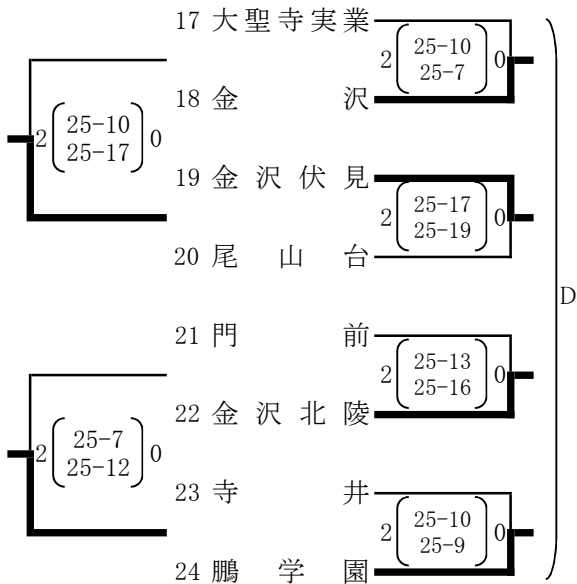 17 大聖寺実業
2 25-10 0
25-7
18 金沢
2 25-10 0
25-17
19 金沢伏見
2 25-17 0
25-19
20 尾山台
D
21 門前
2 25-13 0
25-16
22 金沢北陵
2 25-7 0
25-12
23 寺井
2 25-10 0
25-9
24 鵬学園